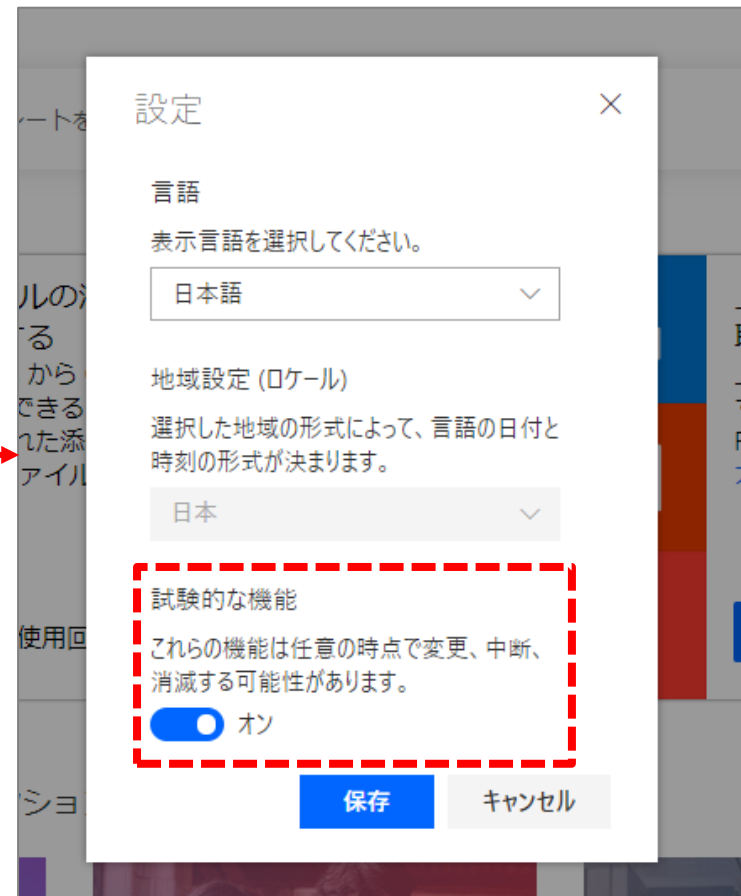 設定
ートを
言語
表示言語を選択してください。
日本語
ルの
する
から
できる
れた添
ァイル
地域設定 (ロケール)
選択した地域の形式によって、言語の日付と
時刻の形式が決まります。
日本
試験的な機能
これらの機能は任意の時点で変更、中断、
消滅する可能性があります。
オン
使用回
保存
キャンセル
ショ